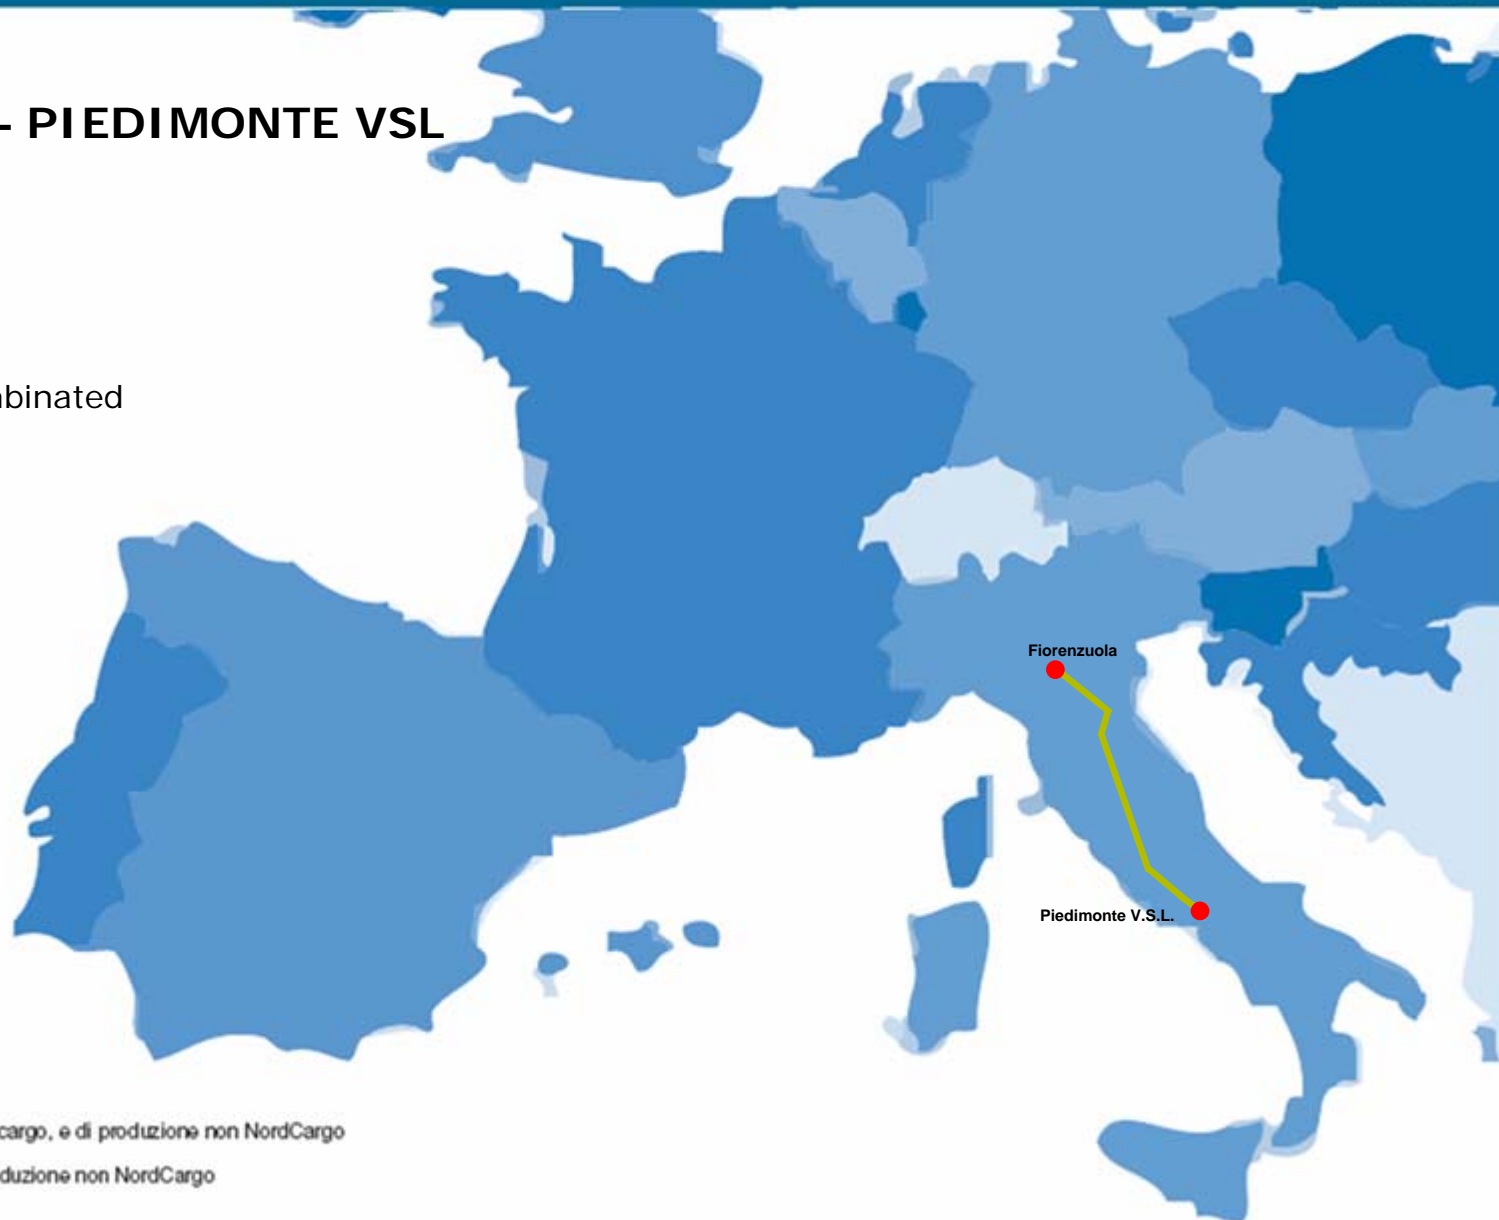 - PIEDIMONTE VSL
binated
Fiorenzuola
Piedimonte V.S.L.
cargo, e di produzione non NordCargo
duzione non NordCargo